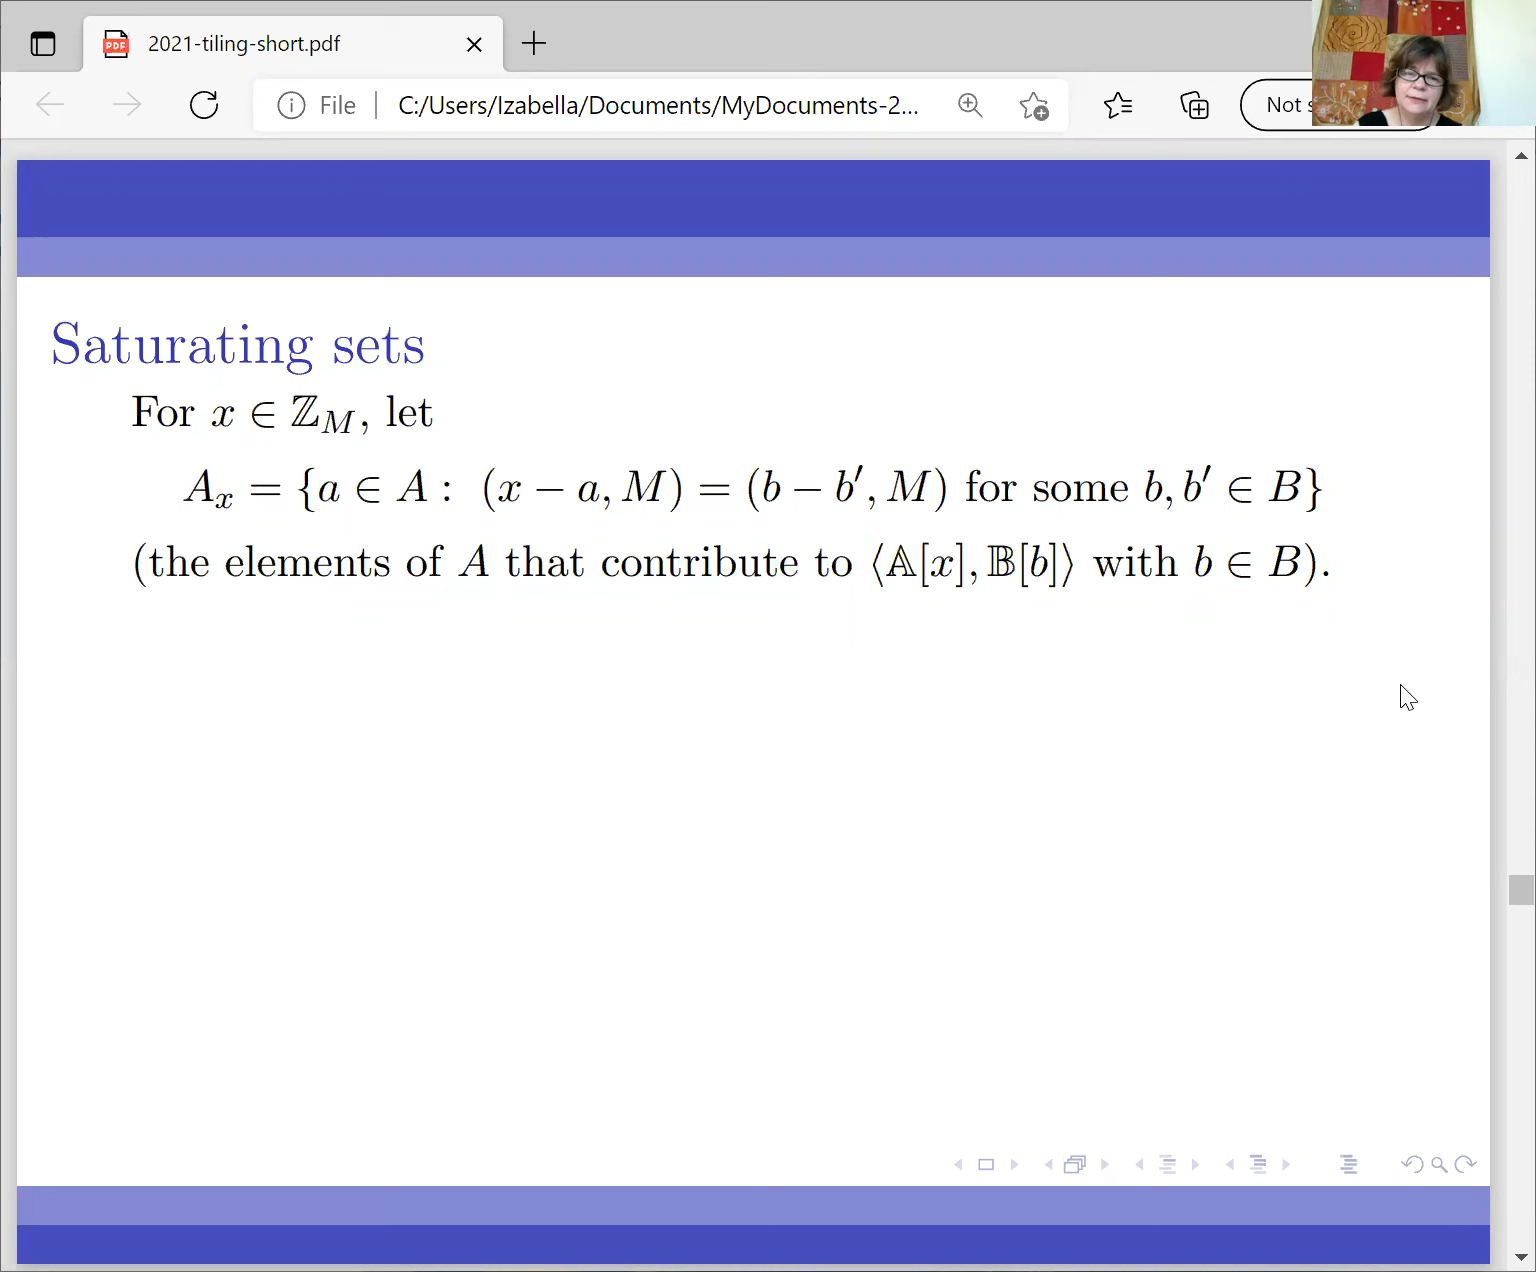 2021-tiling-short.pdf
PDF
File
C:/Users/Izabella/Documents/MyDocuments-2...
Not s
Saturating sets
For x ∈ ℤ_M, let
A_x = {a ∈ A : (x − a, M) = (b − b′, M) for some b, b′ ∈ B}
(the elements of A that contribute to ⟨𝔸[x], 𝔹[b]⟩ with b ∈ B).